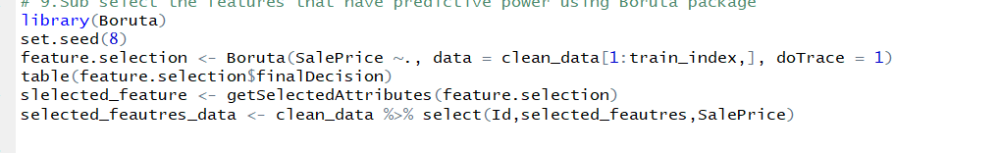 # 9.Sub select the features that have predictive power using Boruta package
library(Boruta)
set.seed(8)
feature.selection <- Boruta(SalePrice ~., data = clean_data[1:train_index,], doTrace = 1)
table(feature.selection$finalDecision)
slelected_feature <- getSelectedAttributes(feature.selection)
selected_feautres_data <- clean_data %>% select(Id,selected_feautres,SalePrice)